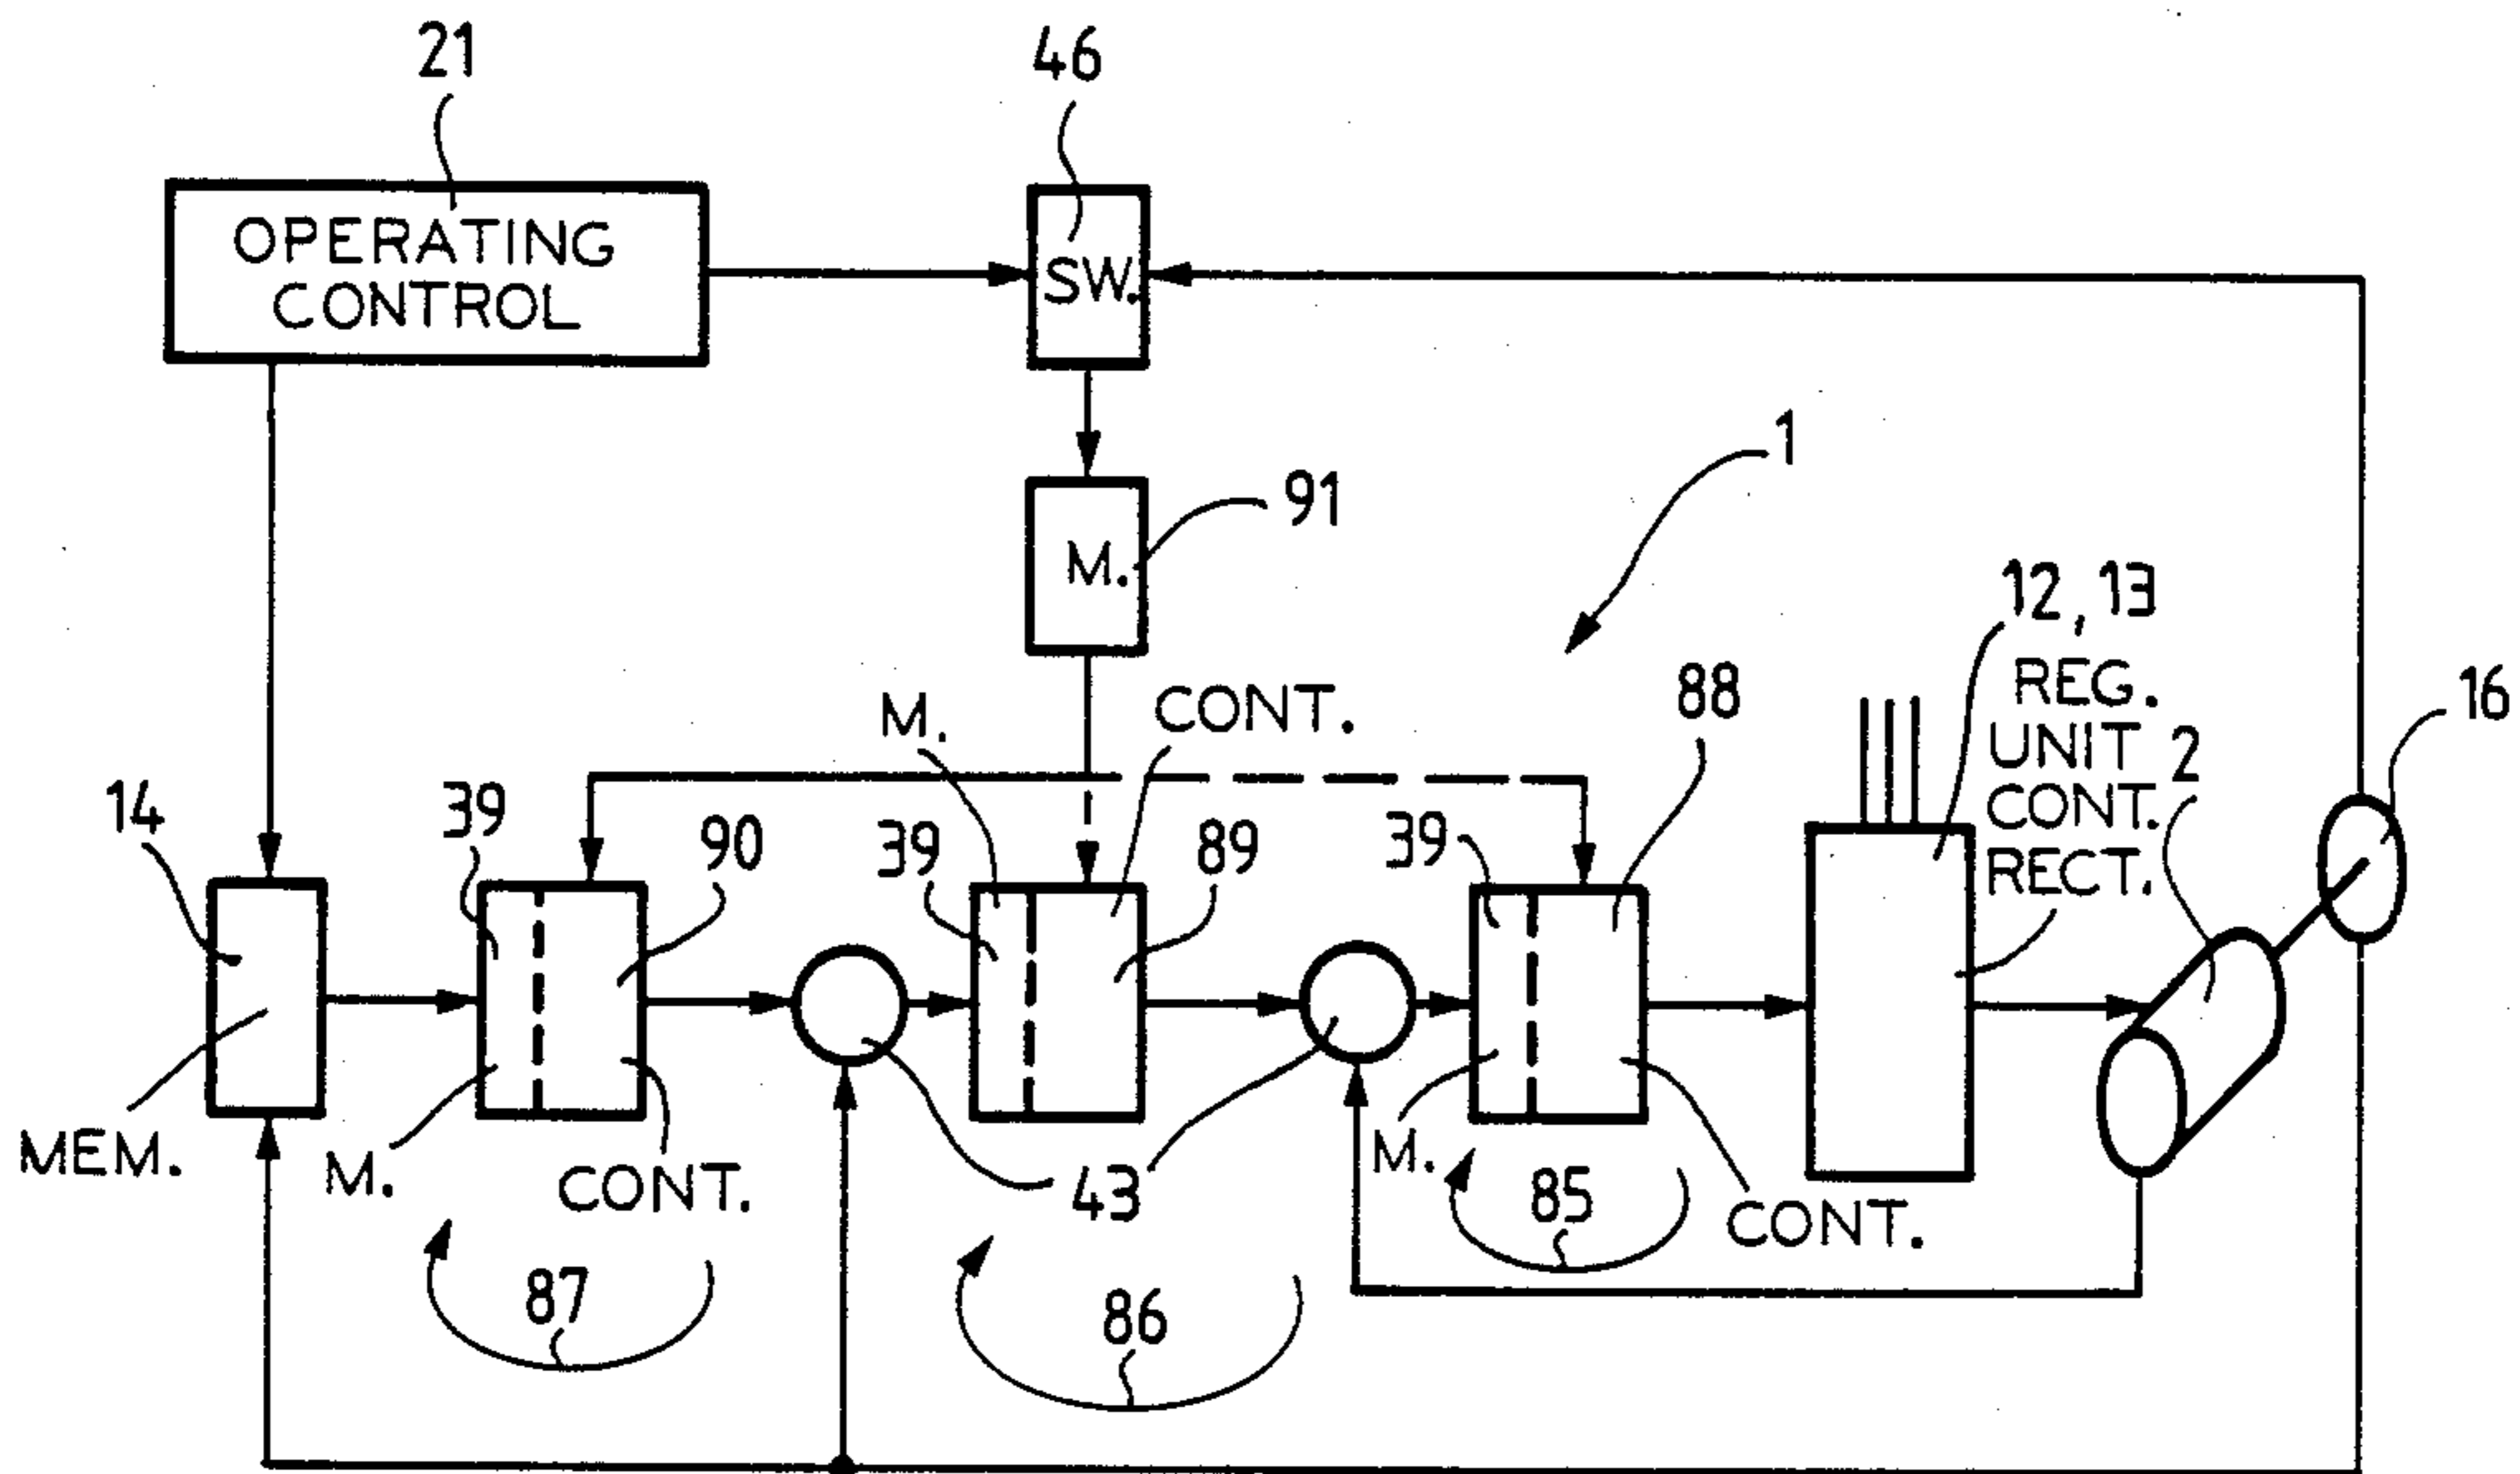 21
46
OPERATING
CONTROL
SW.
91
M.
1
12, 13
REG.
UNIT 2
CONT.
RECT.
16
M.
CONT.
88
14
39
90
39
89
39
MEM.
M.
CONT.
43
M.
85
CONT.
87
86